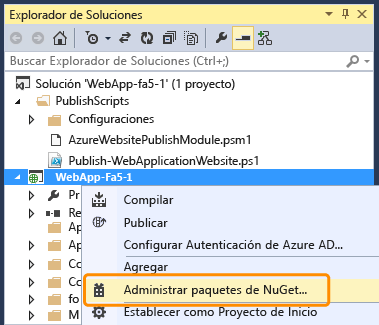 Explorador de Soluciones
Buscar Explorador de Soluciones (Ctrl+;)
Solución 'WebApp-fa5-1' (1 proyecto)
PublishScripts
Configuraciones
AzureWebsitePublishModule.psm1
Publish-WebApplicationWebsite.ps1
WebApp-Fa5-1
Pr
Compilar
Re
Publicar
Ap
Configurar Autenticación de Azure AD...
Ap
Co
Agregar
Co
Administrar paquetes de NuGet...
fo
M
Establecer como Proyecto de Inicio